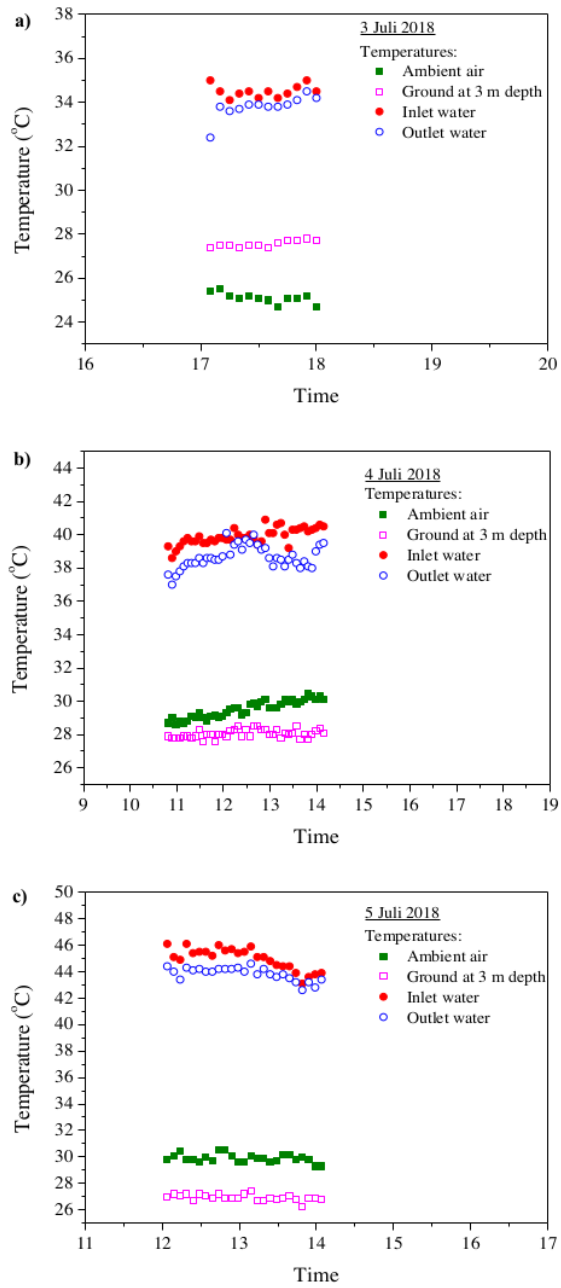 a)
3 Juli 2018
Temperatures:
Ambient air
Ground at 3 m depth
Inlet water
Outlet water
Temperature (°C)
38
36
34
32
30
28
26
24
16 17 18 19 20
Time
b)
4 Juli 2018
Temperatures:
Ambient air
Ground at 3 m depth
Inlet water
Outlet water
Temperature (°C)
44
42
40
38
36
34
32
30
28
26
9 10 11 12 13 14 15 16 17 18 19
Time
c)
5 Juli 2018
Temperatures:
Ambient air
Ground at 3 m depth
Inlet water
Outlet water
Temperature (°C)
50
48
46
44
42
40
38
36
34
32
30
28
26
11 12 13 14 15 16 17
Time